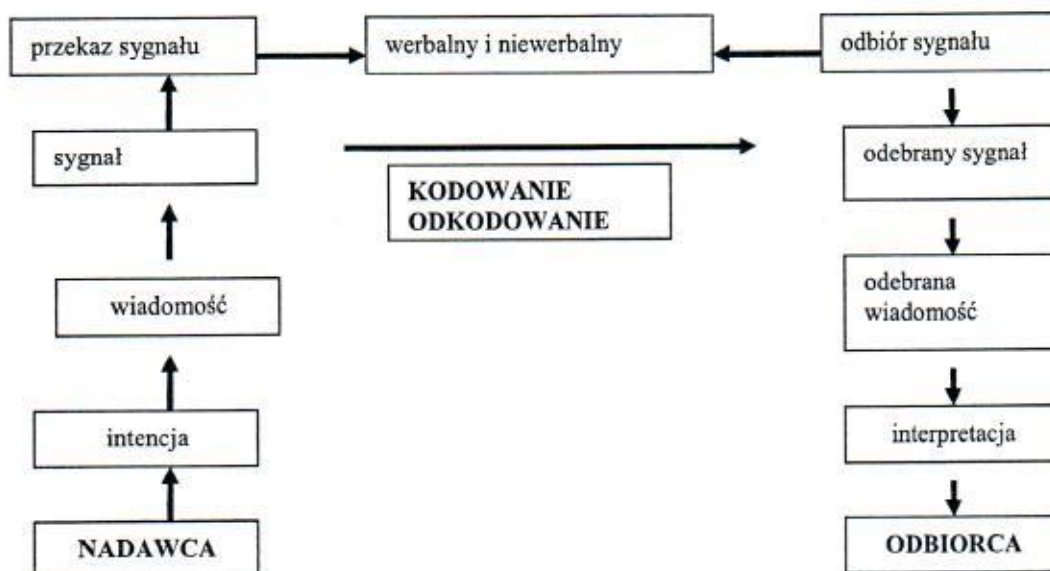 przekaz sygnału
werbalny i niewerbalny
odbiór sygnału
sygnał
odebrany sygnał
KODOWANIE
ODKODOWANIE
wiadomość
odebrana
wiadomość
intencja
interpretacja
NADAWCA
ODBIORCA